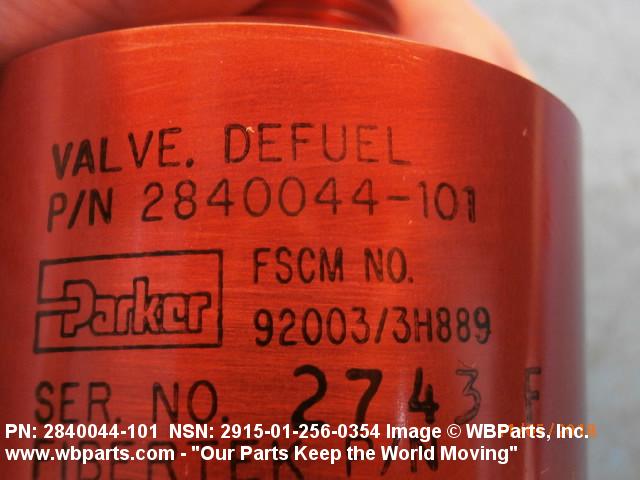 VALVE. DEFUEL
P/N 2840044-101
Parker
FSCM NO.
92003/3H889
SER. NO. 2743 F
P/N
PN: 2840044-101 NSN: 2915-01-256-0354 Image © WBParts, Inc.
www.wbparts.com - "Our Parts Keep the World Moving"